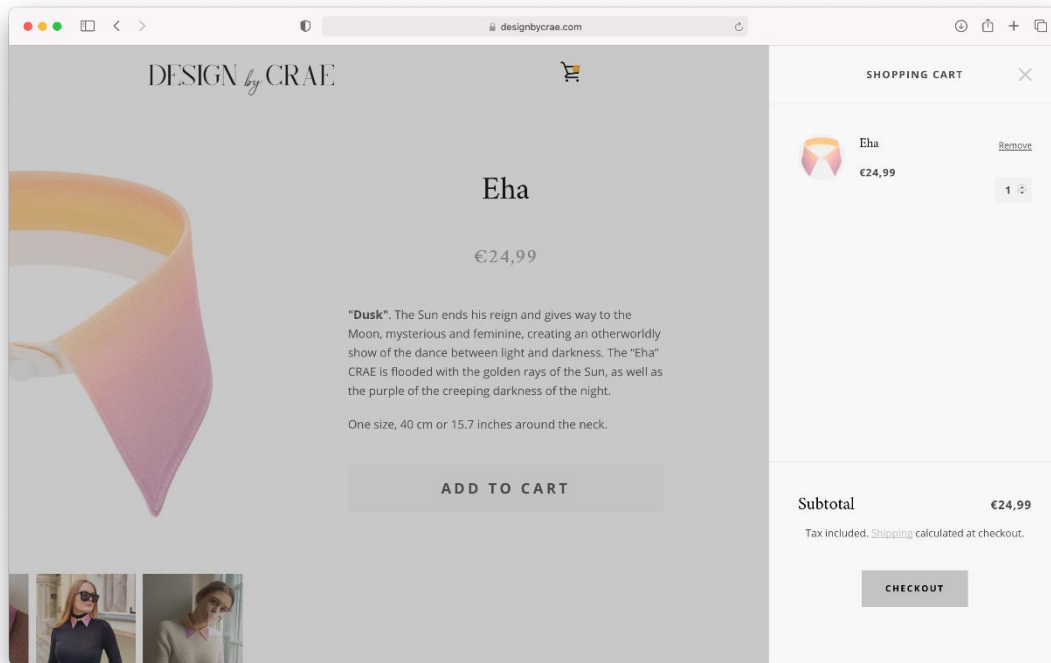 designbycrae.com
DESIGN by CRAE
Eha
€24,99
"Dusk". The Sun ends his reign and gives way to the
Moon, mysterious and feminine, creating an otherworldly
show of the dance between light and darkness. The “Eha”
CRAE is flooded with the golden rays of the Sun, as well as
the purple of the creeping darkness of the night.
One size, 40 cm or 15.7 inches around the neck.
ADD TO CART
SHOPPING CART
Eha
Remove
€24,99
1
Subtotal
€24,99
Tax included. Shipping calculated at checkout.
CHECKOUT